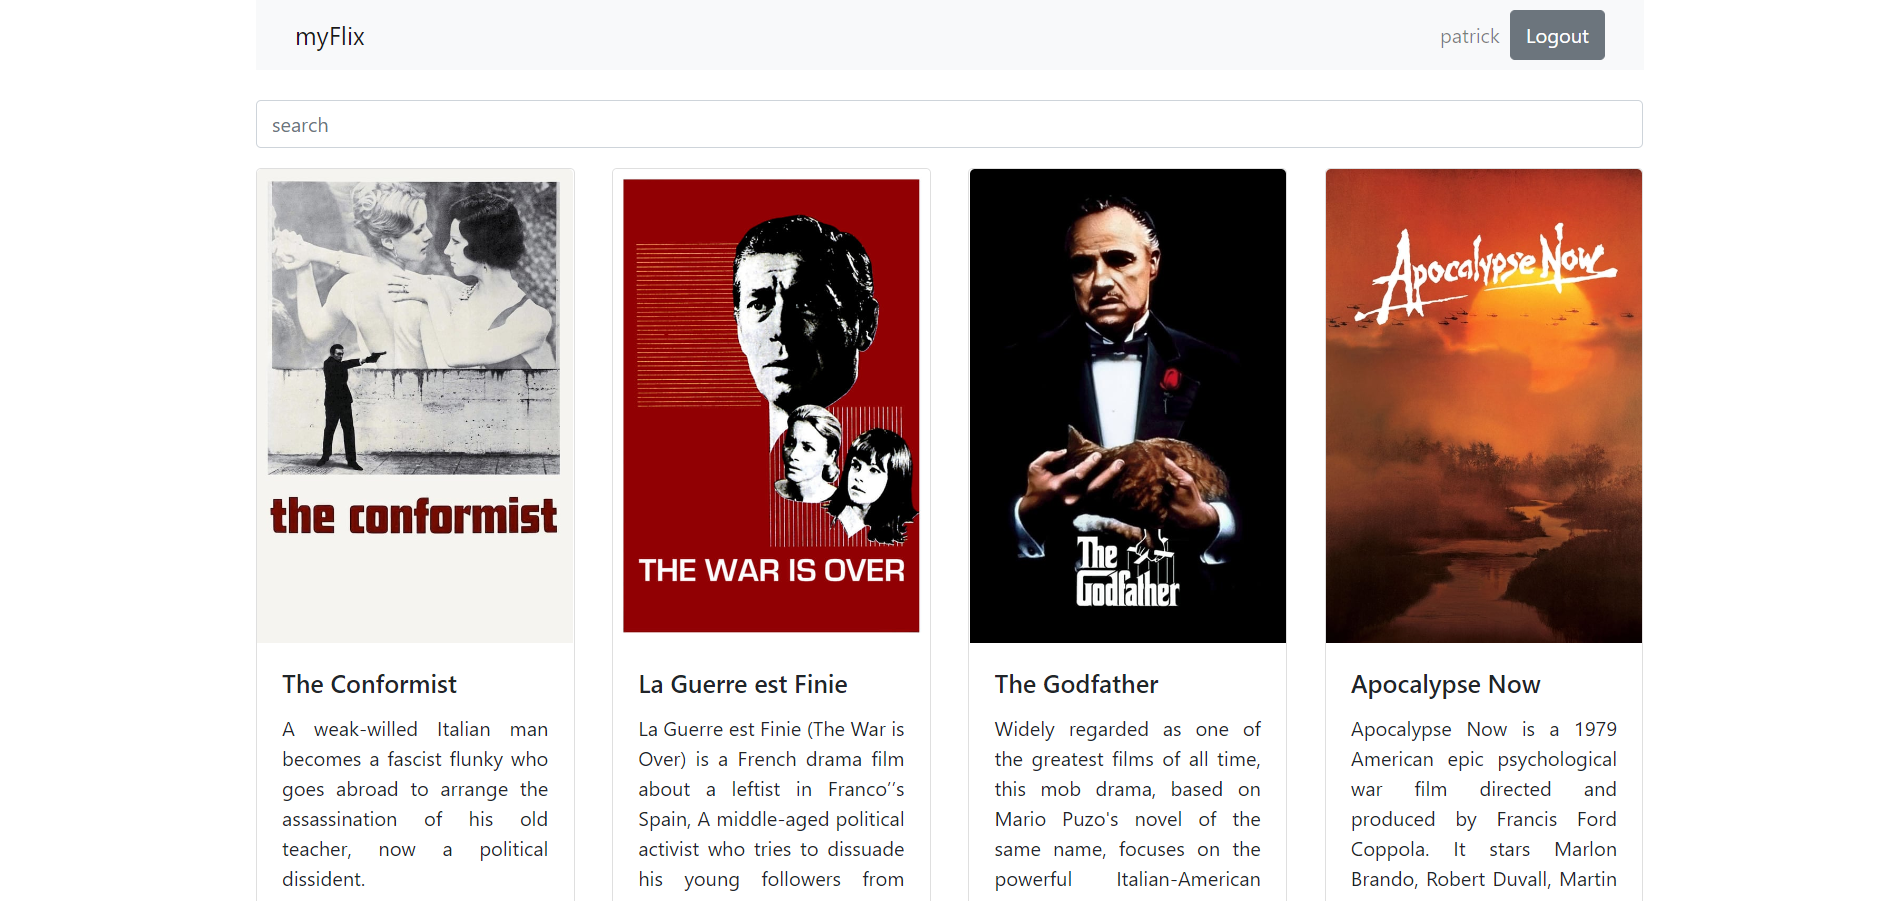 myFlix
patrick Logout
search
the conformist
THE WAR IS OVER
The
Godfather
Apocalypse Now
The Conformist
A weak-willed Italian man
becomes a fascist flunky who
goes abroad to arrange the
assassination of his old
teacher, now a political
dissident.
La Guerre est Finie
La Guerre est Finie (The War is
Over) is a French drama film
about a leftist in Franco’’s
Spain, A middle-aged political
activist who tries to dissuade
his young followers from
The Godfather
Widely regarded as one of
the greatest films of all time,
this mob drama, based on
Mario Puzo's novel of the
same name, focuses on the
powerful Italian-American
Apocalypse Now
Apocalypse Now is a 1979
American epic psychological
war film directed and
produced by Francis Ford
Coppola. It stars Marlon
Brando, Robert Duvall, Martin